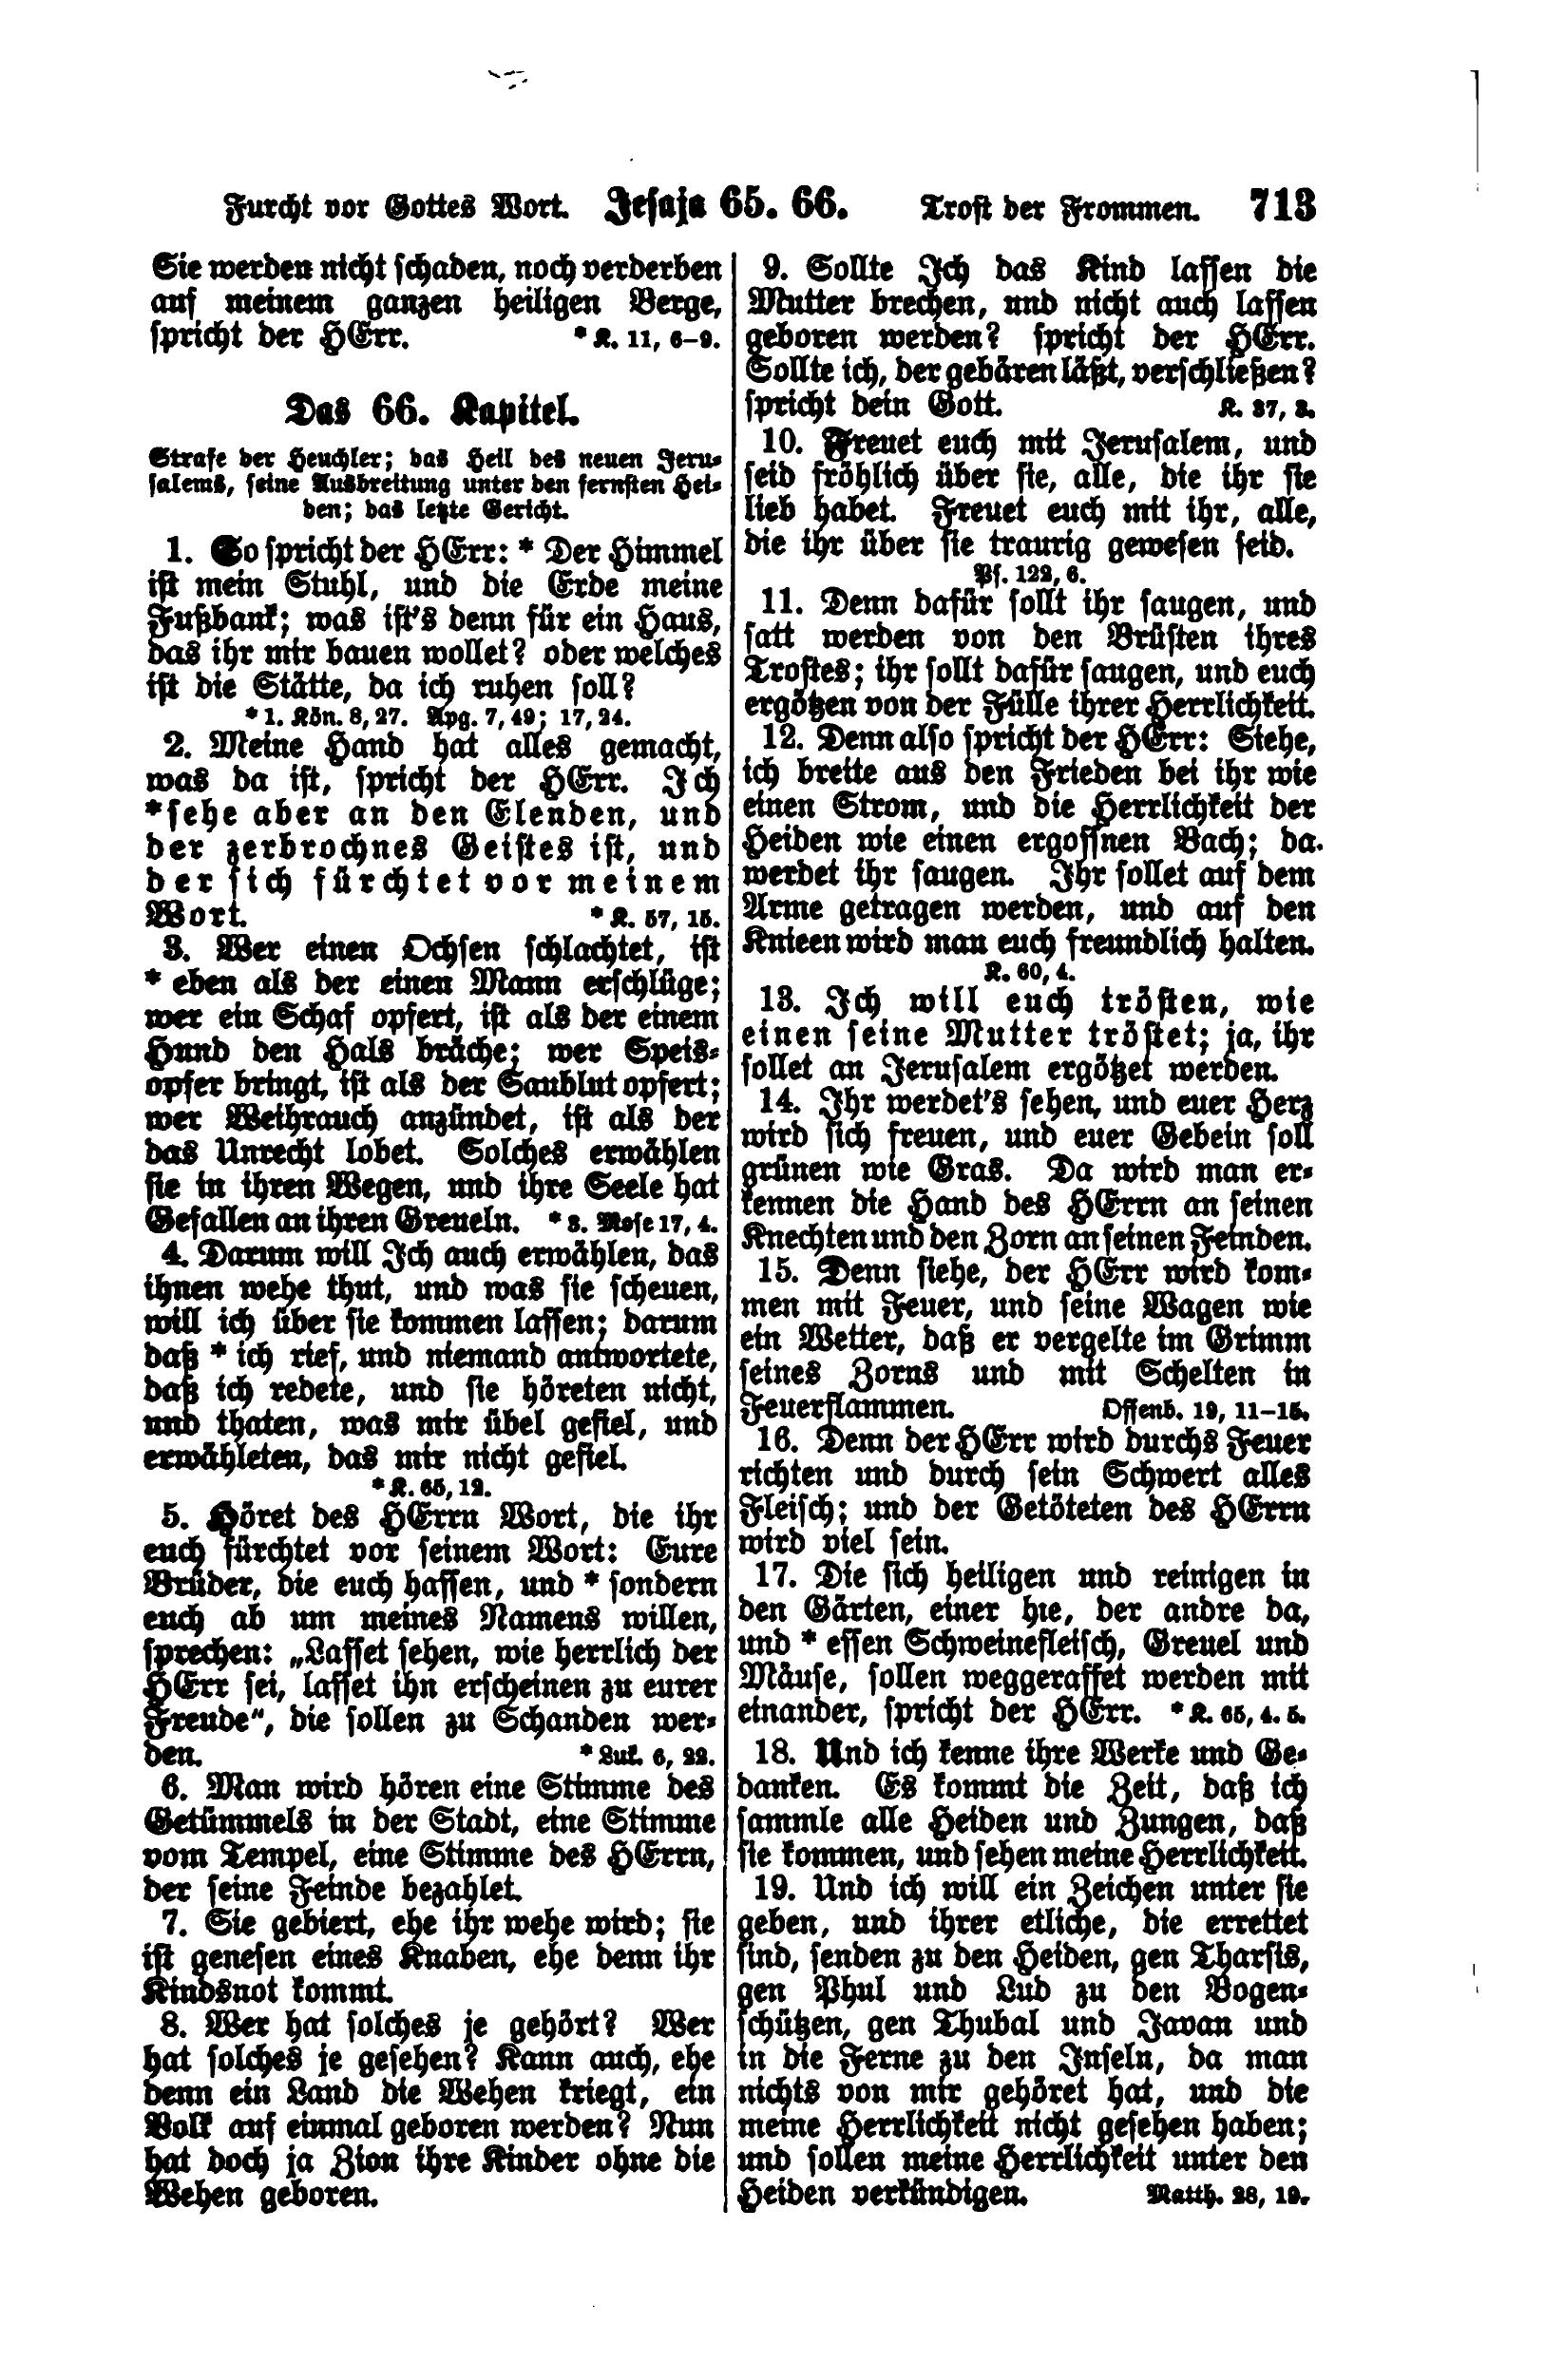 Furcht vor Gottes Wort. Jesaja 65. 66. Trost der Frommen. 713
Sie werden nicht schaden, noch verderben
auf meinem ganzen heiligen Berge,
spricht der HErr. * K. 11, 6–9.
Das 66. Kapitel.
Strafe der Heuchler; das Heil des neuen Jeru-
salems, seine Ausbreitung unter den fernsten Hei-
den; das letzte Gericht.
1. So spricht der HErr: * Der Himmel
ist mein Stuhl, und die Erde meine
Fußbank; was ist's denn für ein Haus,
das ihr mir bauen wollet? oder welches
ist die Stätte, da ich ruhen soll?
* 1. Kön. 8, 27. Apg. 7, 49; 17, 24.
2. Meine Hand hat alles gemacht,
was da ist, spricht der HErr. Ich
*sehe aber an den Elenden, und
der zerbrochnes Geistes ist, und
der sich fürchtet vor meinem
Wort. * K. 57, 15.
3. Wer einen Ochsen schlachtet, ist
* eben als der einen Mann erschlüge;
wer ein Schaf opfert, ist als der einem
Hund den Hals bräche; wer Speis-
opfer bringt, ist als der Saublut opfert;
wer Weihrauch anzündet, ist als der
das Unrecht lobet. Solches erwählen
sie in ihren Wegen, und ihre Seele hat
Gefallen an ihren Greueln. * 3. Mose 17, 4.
4. Darum will Ich auch erwählen, das
ihnen wehe thut, und was sie scheuen,
will ich über sie kommen lassen; darum
daß * ich rief, und niemand antwortete,
daß ich redete, und sie höreten nicht,
und thaten, was mir übel gefiel, und
erwähleten, das mir nicht gefiel.
* K. 65, 12.
5. Höret des HErrn Wort, die ihr
euch fürchtet vor seinem Wort: Eure
Brüder, die euch hassen, und * sondern
euch ab um meines Namens willen,
sprechen: „Lasset sehen, wie herrlich der
HErr sei, lasset ihn erscheinen zu eurer
Freude“, die sollen zu Schanden wer-
den. * Luk. 6, 22.
6. Man wird hören eine Stimme des
Getümmels in der Stadt, eine Stimme
vom Tempel, eine Stimme des HErrn,
der seine Feinde bezahlet.
7. Sie gebiert, ehe ihr wehe wird; sie
ist genesen eines Knaben, ehe denn ihr
Kindsnot kommt.
8. Wer hat solches je gehört? Wer
hat solches je gesehen? Kann auch, ehe
denn ein Land die Wehen kriegt, ein
Volk auf einmal geboren werden? Nun
hat doch ja Zion ihre Kinder ohne die
Wehen geboren.
9. Sollte Ich das Kind lassen die
Mutter brechen, und nicht auch lassen
geboren werden? spricht der HErr.
Sollte ich, der gebären läßt, verschließen?
spricht dein Gott. K. 37, 3.
10. Freuet euch mit Jerusalem, und
seid fröhlich über sie, alle, die ihr sie
lieb habet. Freuet euch mit ihr, alle,
die ihr über sie traurig gewesen seid.
Ps. 122, 6.
11. Denn dafür sollt ihr saugen, und
satt werden von den Brüsten ihres
Trostes; ihr sollt dafür saugen, und euch
ergötzen von der Fülle ihrer Herrlichkeit.
12. Denn also spricht der HErr: Siehe,
ich breite aus den Frieden bei ihr wie
einen Strom, und die Herrlichkeit der
Heiden wie einen ergossnen Bach; da
werdet ihr saugen. Ihr sollet auf dem
Arme getragen werden, und auf den
Knieen wird man euch freundlich halten.
K. 60, 4.
13. Ich will euch trösten, wie
einen seine Mutter tröstet; ja, ihr
sollet an Jerusalem ergötzet werden.
14. Ihr werdet's sehen, und euer Herz
wird sich freuen, und euer Gebein soll
grünen wie Gras. Da wird man er-
kennen die Hand des HErrn an seinen
Knechten und den Zorn an seinen Feinden.
15. Denn siehe, der HErr wird kom-
men mit Feuer, und seine Wagen wie
ein Wetter, daß er vergelte im Grimm
seines Zorns und mit Schelten in
Feuerflammen. Offenb. 19, 11–15.
16. Denn der HErr wird durchs Feuer
richten und durch sein Schwert alles
Fleisch; und der Getöteten des HErrn
wird viel sein.
17. Die sich heiligen und reinigen in
den Gärten, einer hie, der andre da,
und * essen Schweinefleisch, Greuel und
Mäuse, sollen weggeraffet werden mit
einander, spricht der HErr. * K. 65, 4. 5.
18. Und ich kenne ihre Werke und Ge-
danken. Es kommt die Zeit, daß ich
sammle alle Heiden und Zungen, daß
sie kommen, und sehen meine Herrlichkeit.
19. Und ich will ein Zeichen unter sie
geben, und ihrer etliche, die errettet
sind, senden zu den Heiden, gen Tharsis,
gen Phul und Lud zu den Bogen-
schützen, gen Thubal und Javan und
in die Ferne zu den Inseln, da man
nichts von mir gehöret hat, und die
meine Herrlichkeit nicht gesehen haben;
und sollen meine Herrlichkeit unter den
Heiden verkündigen. Matth. 28, 19.